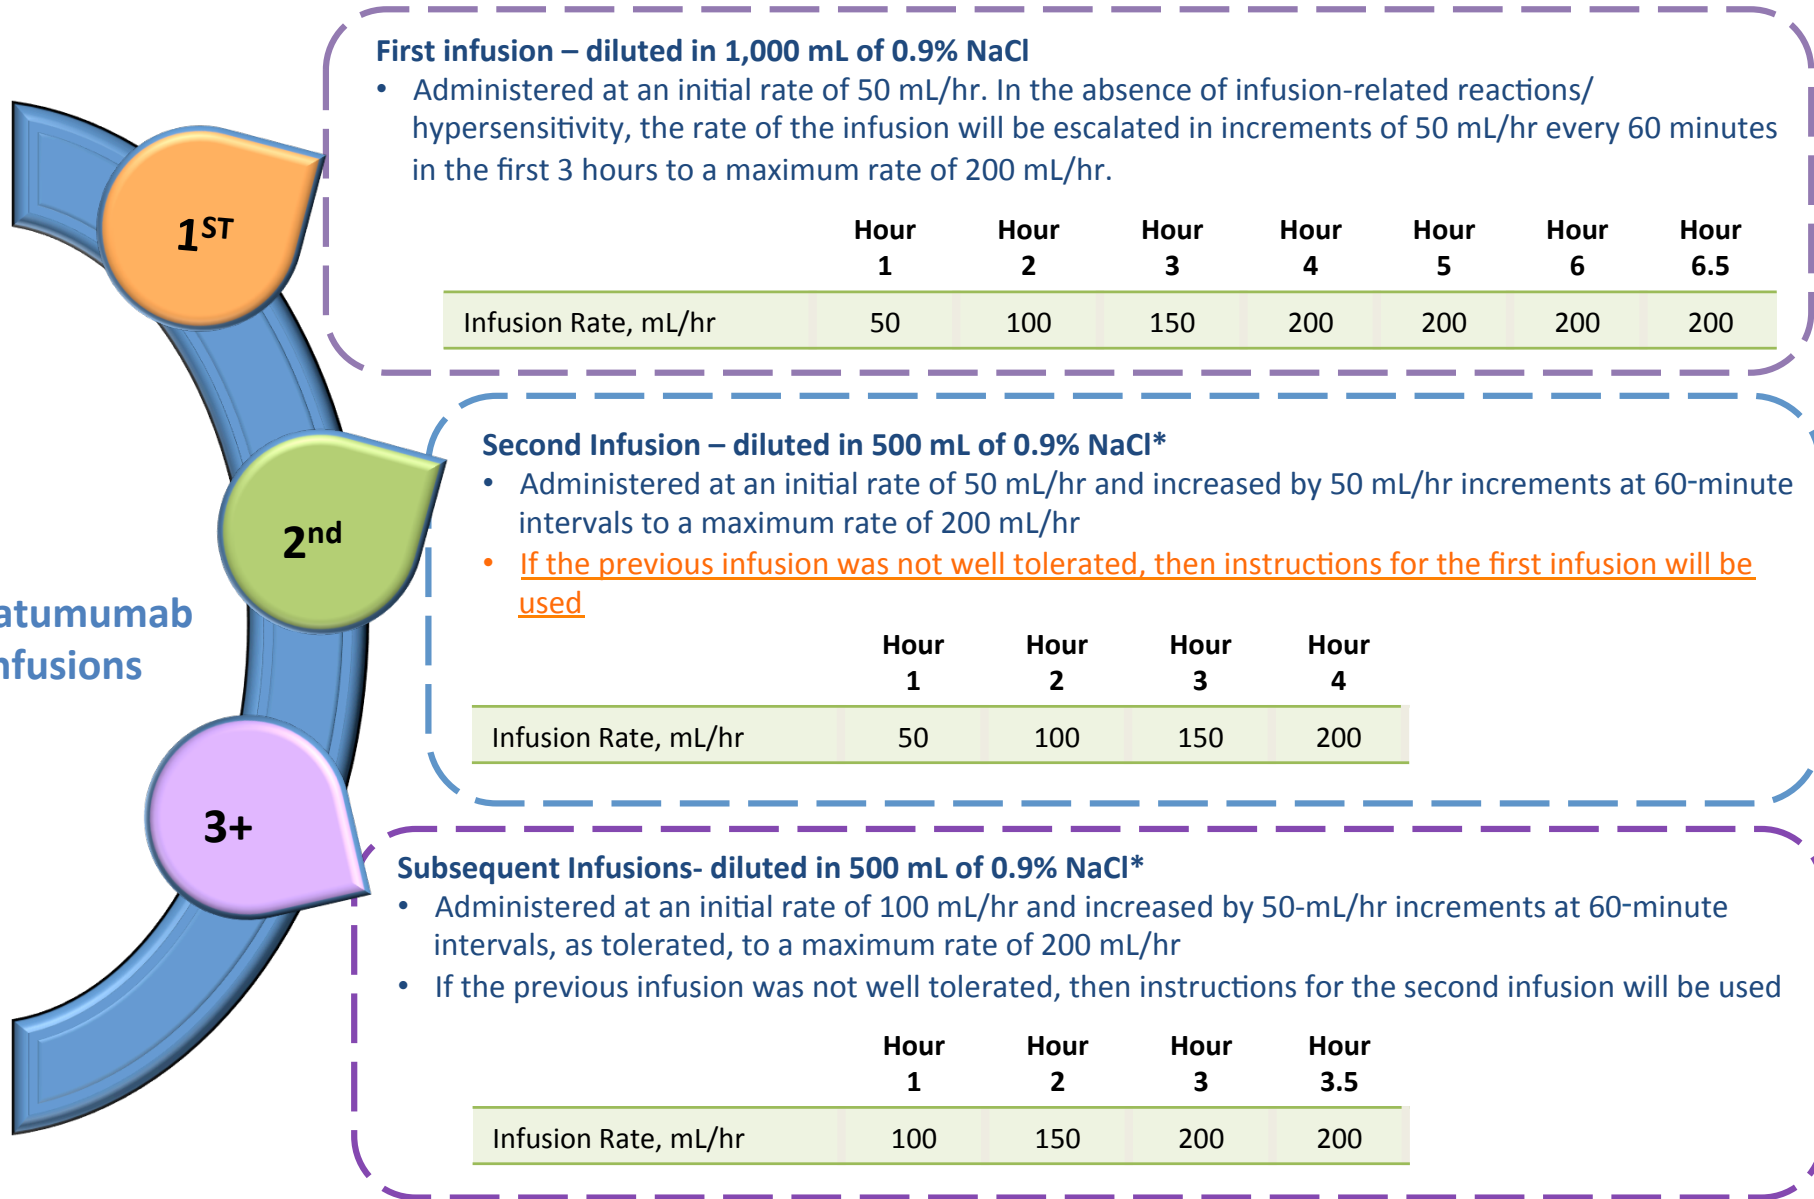 First infusion – diluted in 1,000 mL of 0.9% NaCl
• Administered at an initial rate of 50 mL/hr. In the absence of infusion-related reactions/
hypersensitivity, the rate of the infusion will be escalated in increments of 50 mL/hr every 60 minutes
in the first 3 hours to a maximum rate of 200 mL/hr.
1ST
Hour 1 Hour 2 Hour 3 Hour 4 Hour 5 Hour 6 Hour 6.5
Infusion Rate, mL/hr 50 100 150 200 200 200 200
Second Infusion – diluted in 500 mL of 0.9% NaCl*
• Administered at an initial rate of 50 mL/hr and increased by 50 mL/hr increments at 60-minute
intervals to a maximum rate of 200 mL/hr
• If the previous infusion was not well tolerated, then instructions for the first infusion will be
used
2nd
Hour 1 Hour 2 Hour 3 Hour 4
Infusion Rate, mL/hr 50 100 150 200
atumumab
nfusions
3+
Subsequent Infusions- diluted in 500 mL of 0.9% NaCl*
• Administered at an initial rate of 100 mL/hr and increased by 50-mL/hr increments at 60-minute
intervals, as tolerated, to a maximum rate of 200 mL/hr
• If the previous infusion was not well tolerated, then instructions for the second infusion will be used
Hour 1 Hour 2 Hour 3 Hour 3.5
Infusion Rate, mL/hr 100 150 200 200